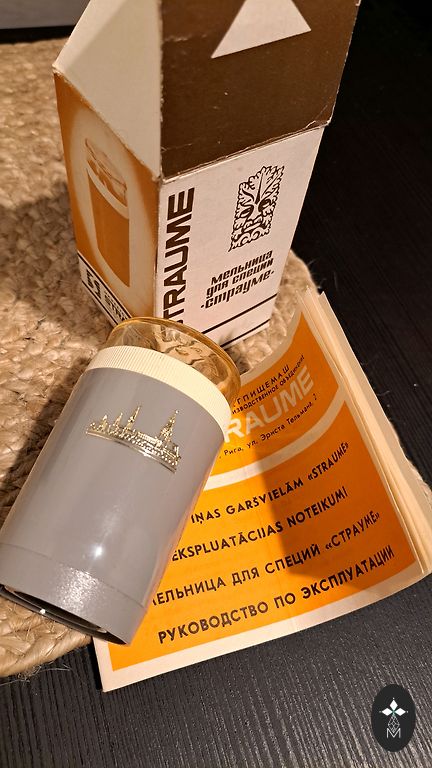 STRAUME
мельница
для специй
«страуме»
STRAUME
г. Рига, ул. Эрнста Тельмана, 2
GARŠVIELĀM «STRAUME»
EKSPLUATĀCIJAS NOTEIKUMI
МЕЛЬНИЦА ДЛЯ СПЕЦИЙ «СТРАУМЕ»
РУКОВОДСТВО ПО ЭКСПЛУАТАЦИИ
M